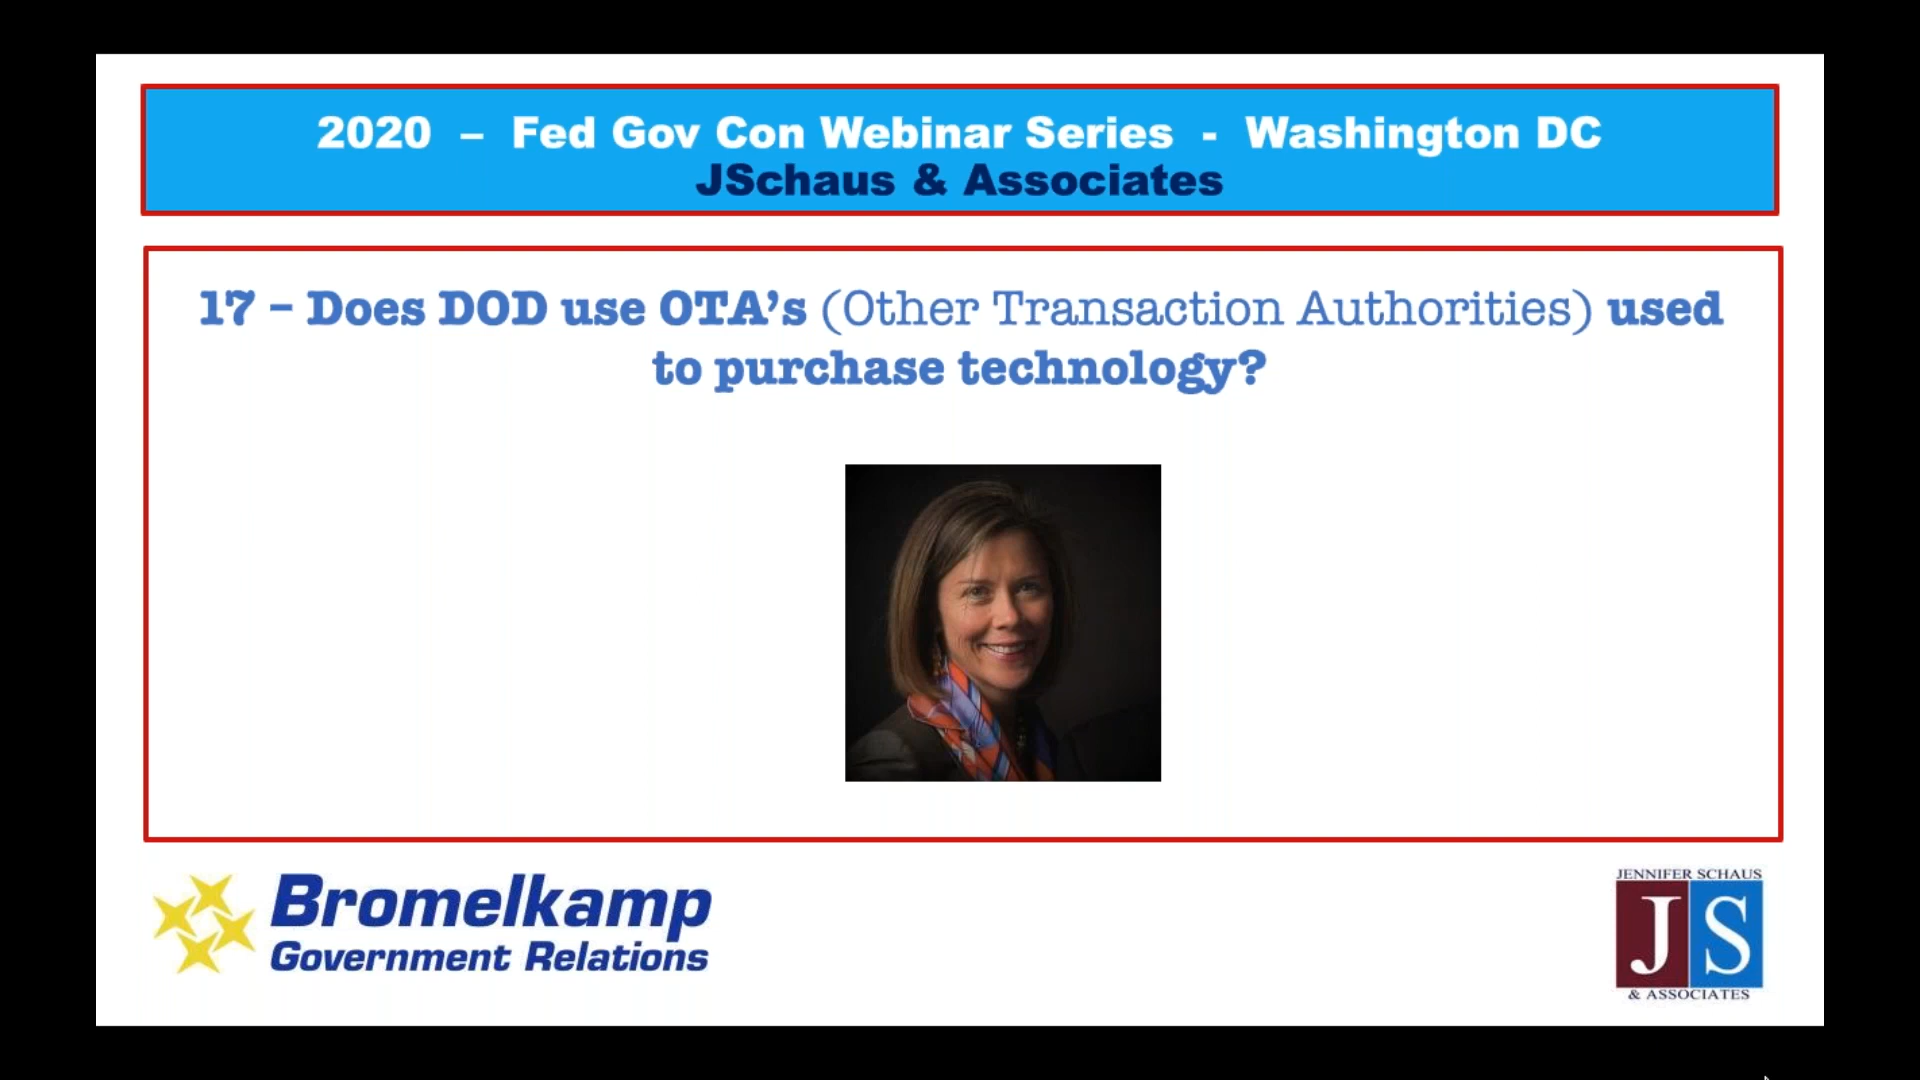 2020 – Fed Gov Con Webinar Series - Washington DC
JSchaus & Associates
17 – Does DOD use OTA’s (Other Transaction Authorities) used
to purchase technology?
Bromelkamp
Government Relations
JENNIFER SCHAUS
JS
& ASSOCIATES